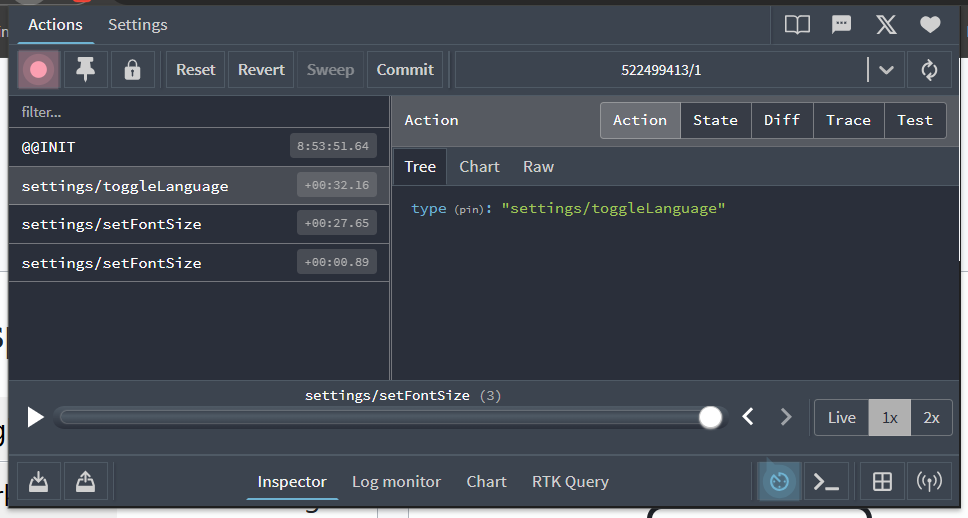 Actions Settings
Reset Revert Sweep Commit 522499413/1
filter...
@@INIT 8:53:51.64
settings/toggleLanguage +00:32.16
settings/setFontSize +00:27.65
settings/setFontSize +00:00.89
Action Action State Diff Trace Test
Tree Chart Raw
type (pin): "settings/toggleLanguage"
settings/setFontSize (3)
Live 1x 2x
Inspector Log monitor Chart RTK Query